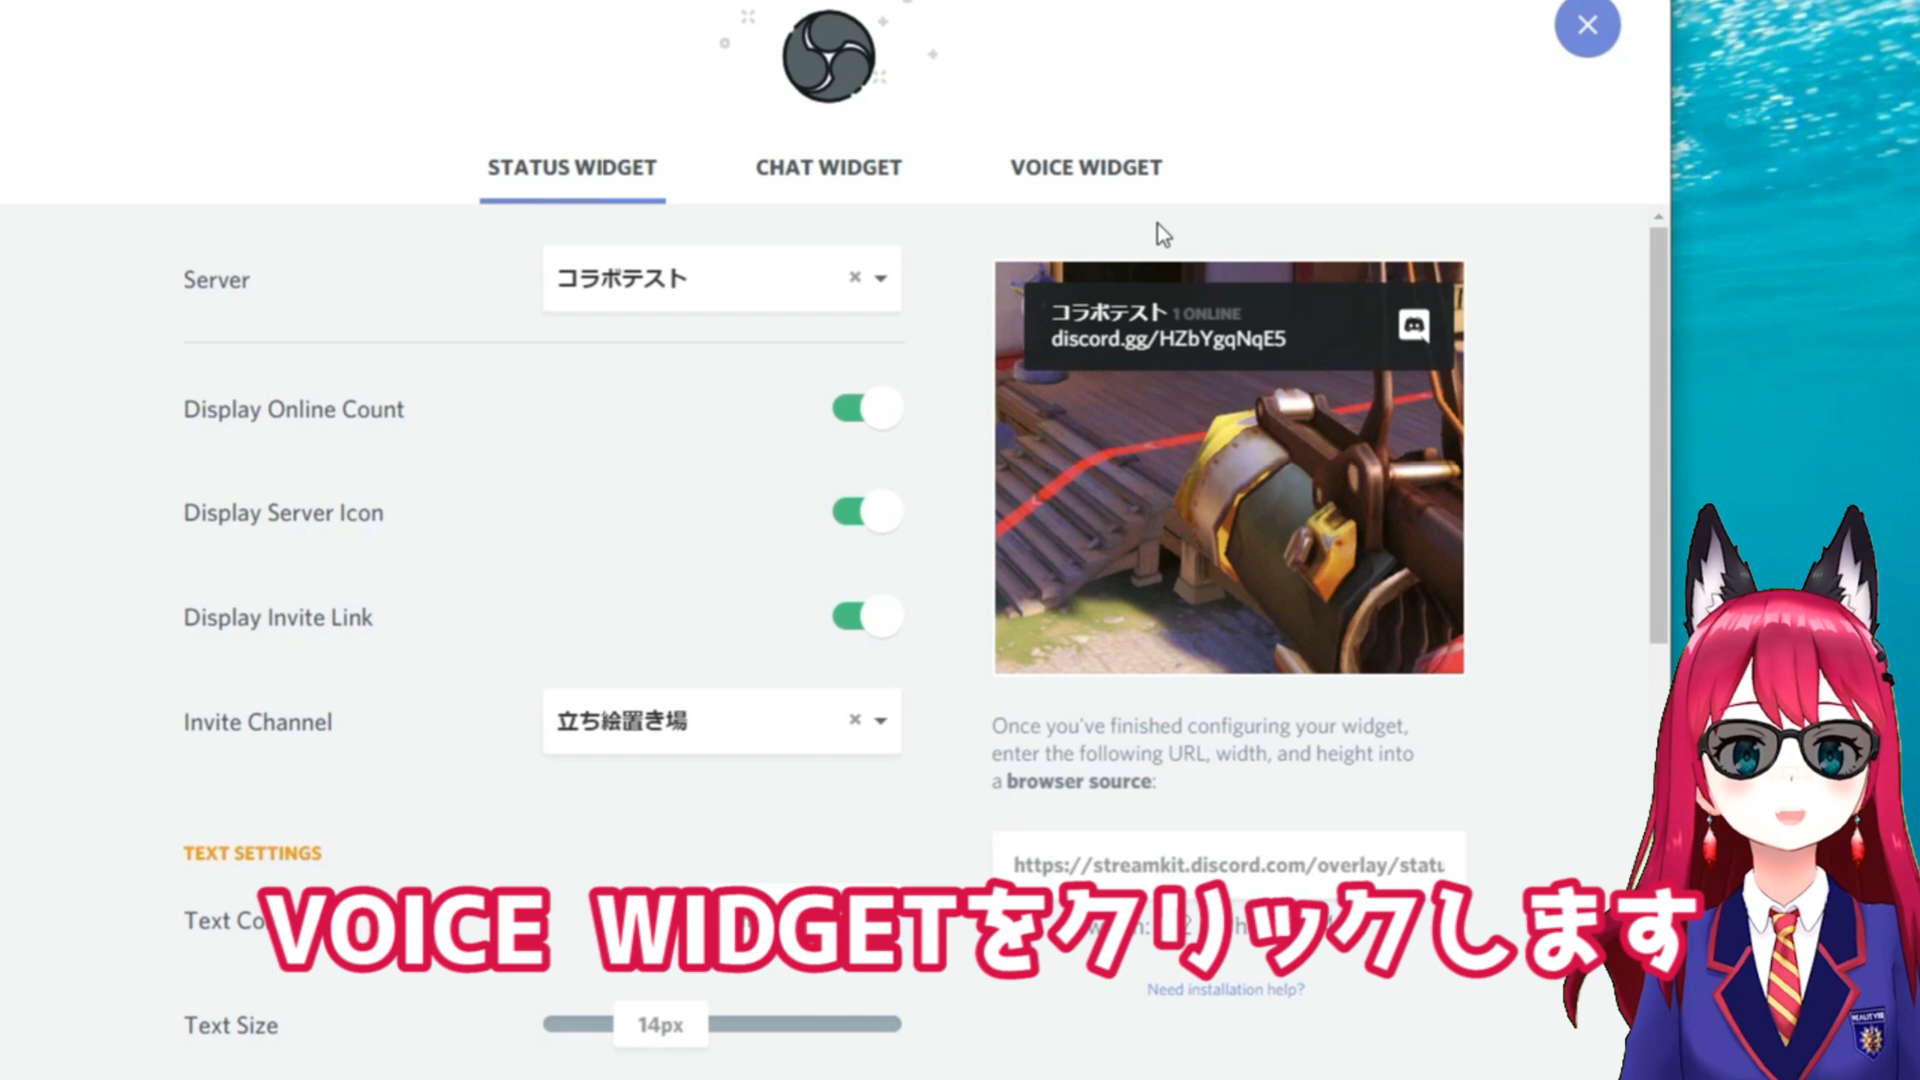 STATUS WIDGET
CHAT WIDGET
VOICE WIDGET
Server
コラボテスト
Display Online Count
Display Server Icon
Display Invite Link
Invite Channel
立ち絵置き場
TEXT SETTINGS
Text Co
Text Size
14px
コラボテスト 1 ONLINE
discord.gg/HZbYgqNqE5
Once you've finished configuring your widget,
enter the following URL, width, and height into
a browser source:
https://streamkit.discord.com/overlay/statu
VOICE WIDGETをクリックします
Need installation help?